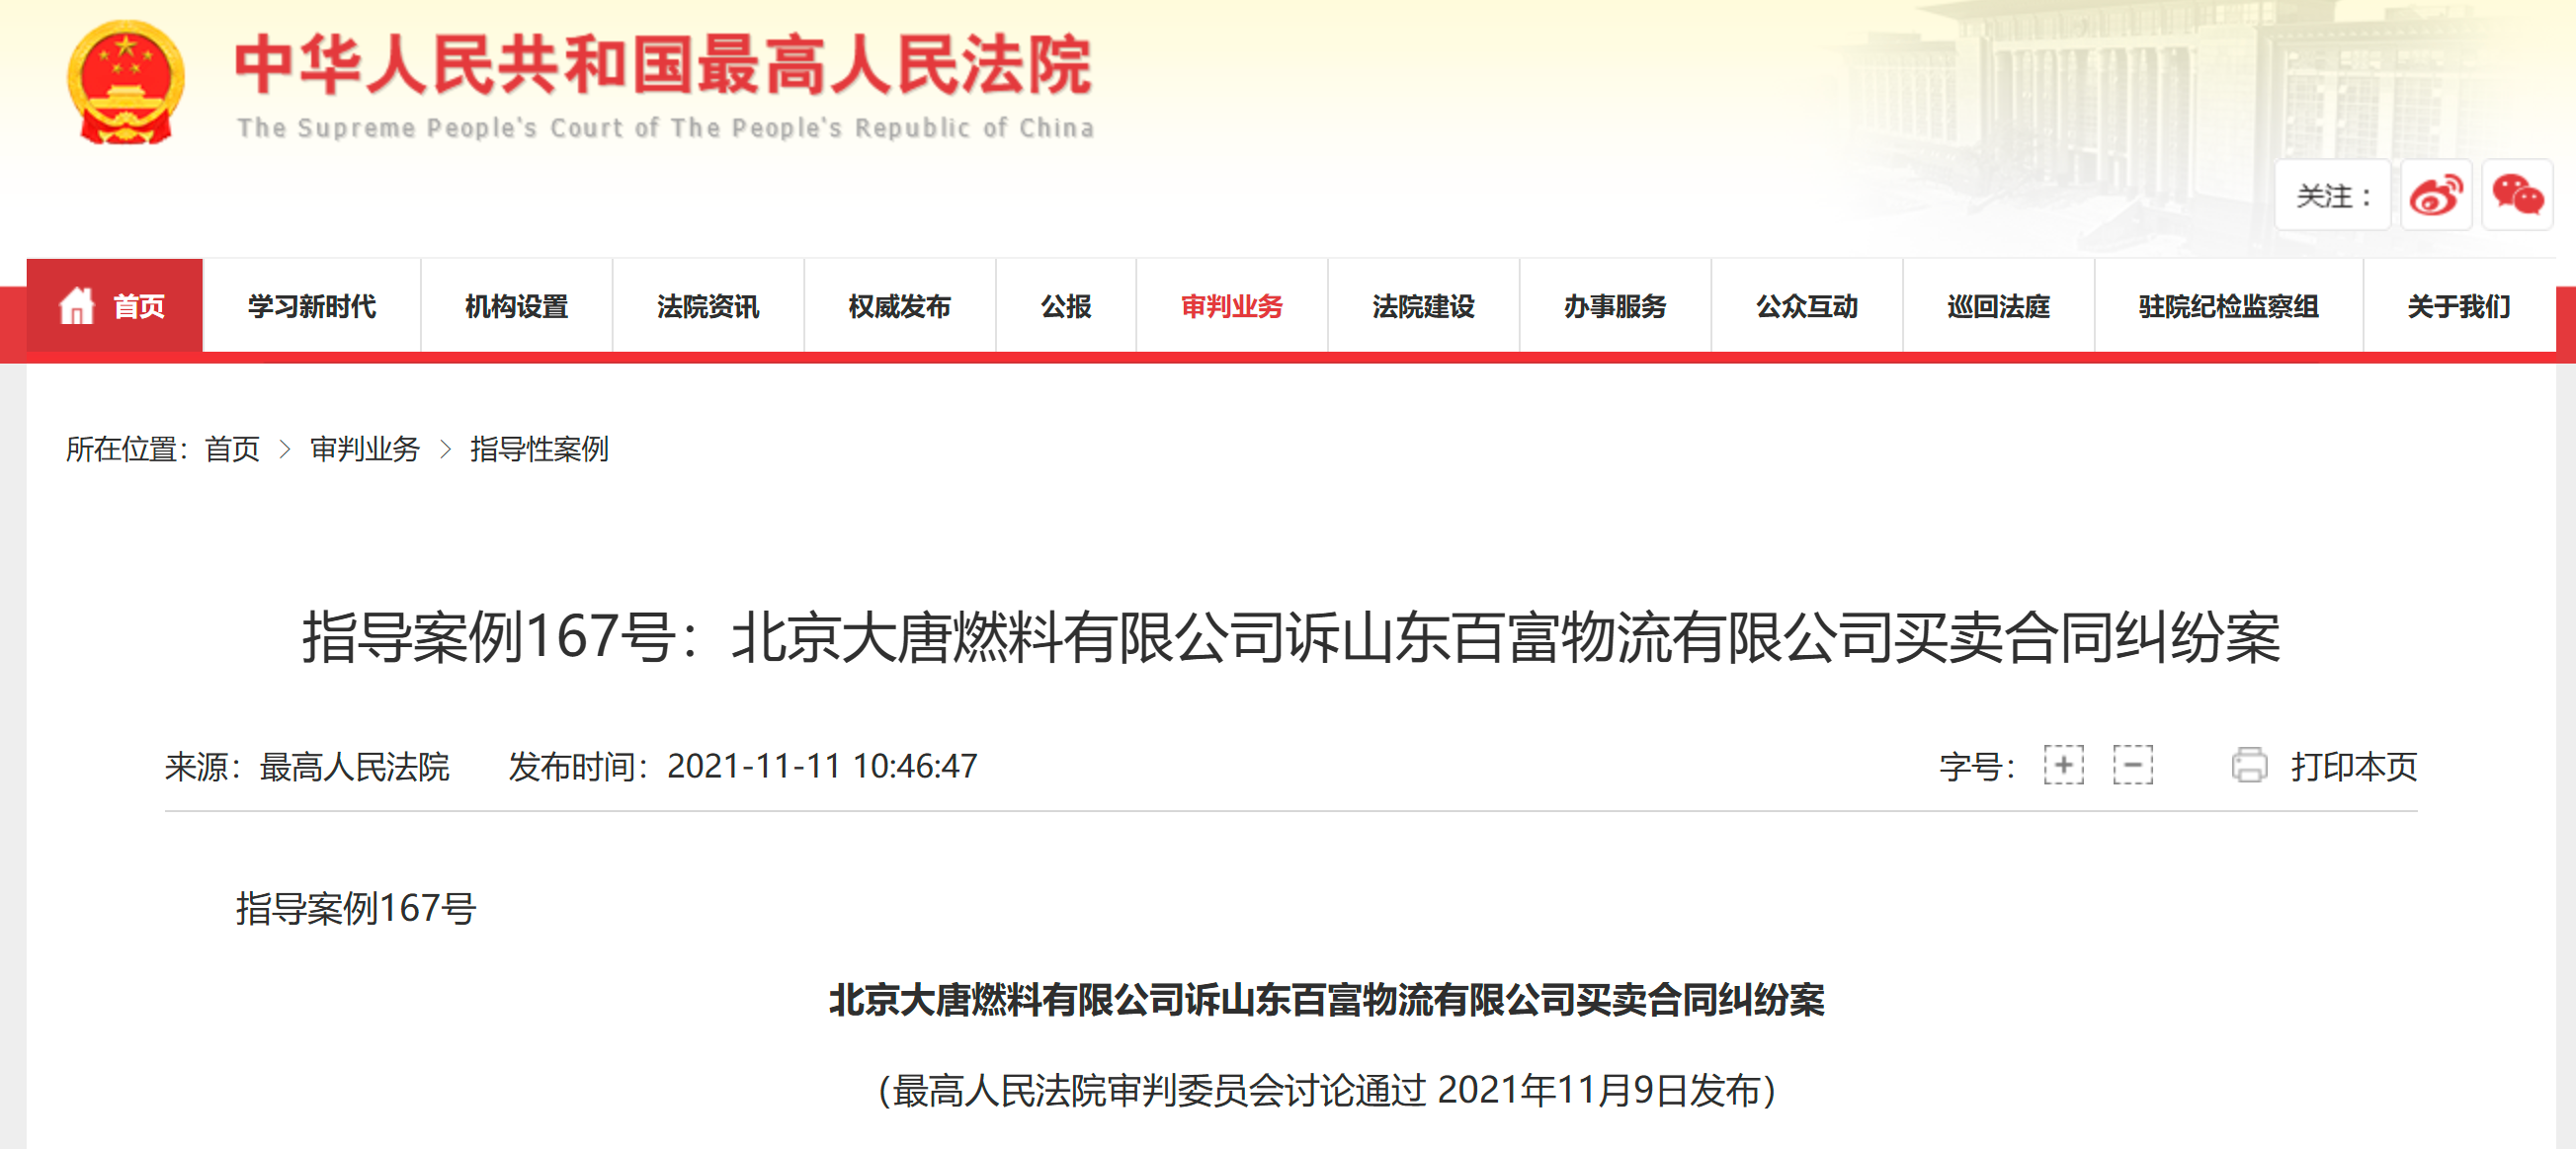 中华人民共和国最高人民法院
The Supreme People's Court of The People's Republic of China
关注：
首页 学习新时代 机构设置 法院资讯 权威发布 公报 审判业务 法院建设 办事服务 公众互动 巡回法庭 驻院纪检监察组 关于我们
所在位置：首页 > 审判业务 > 指导性案例
指导案例167号：北京大唐燃料有限公司诉山东百富物流有限公司买卖合同纠纷案
来源：最高人民法院 发布时间：2021-11-11 10:46:47 字号： + − 打印本页
指导案例167号
北京大唐燃料有限公司诉山东百富物流有限公司买卖合同纠纷案
（最高人民法院审判委员会讨论通过 2021年11月9日发布）